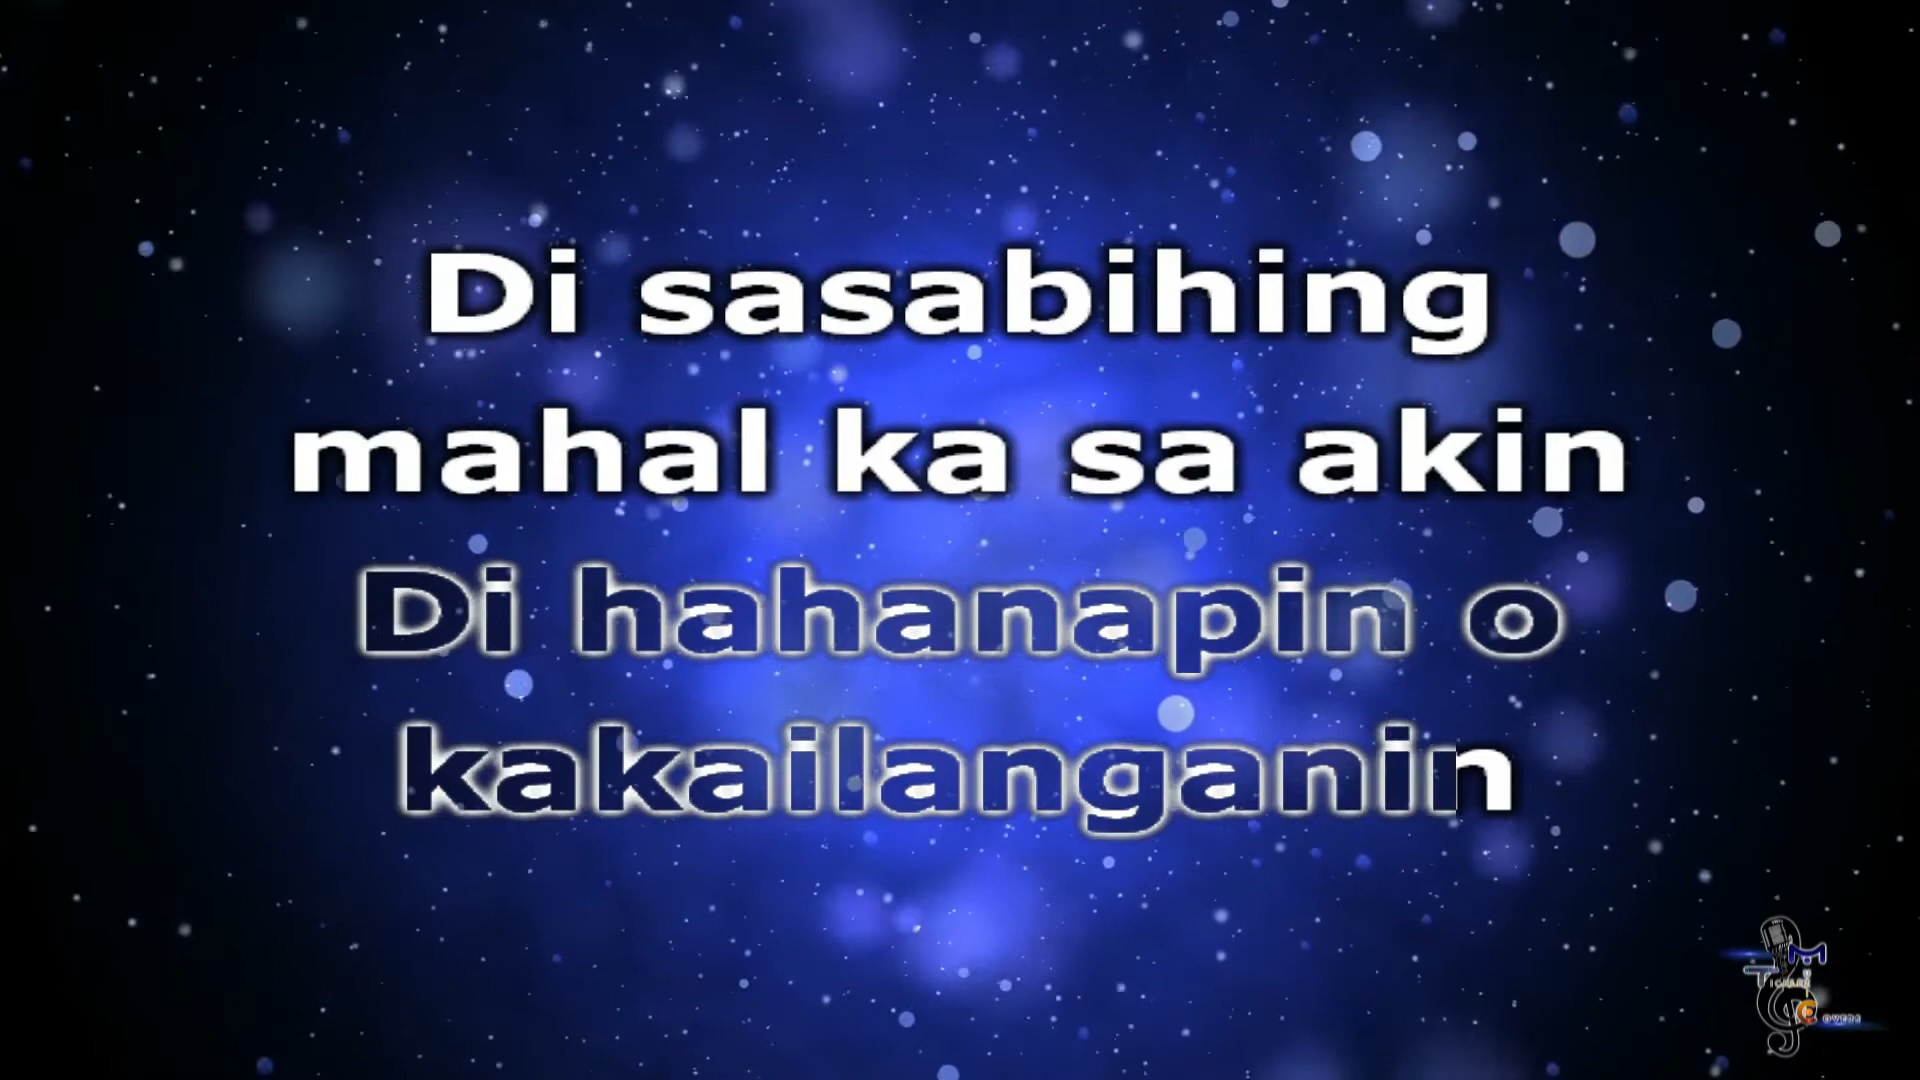 Di sasabihing
mahal ka sa akin
Di hahanapin o
kakailanganin